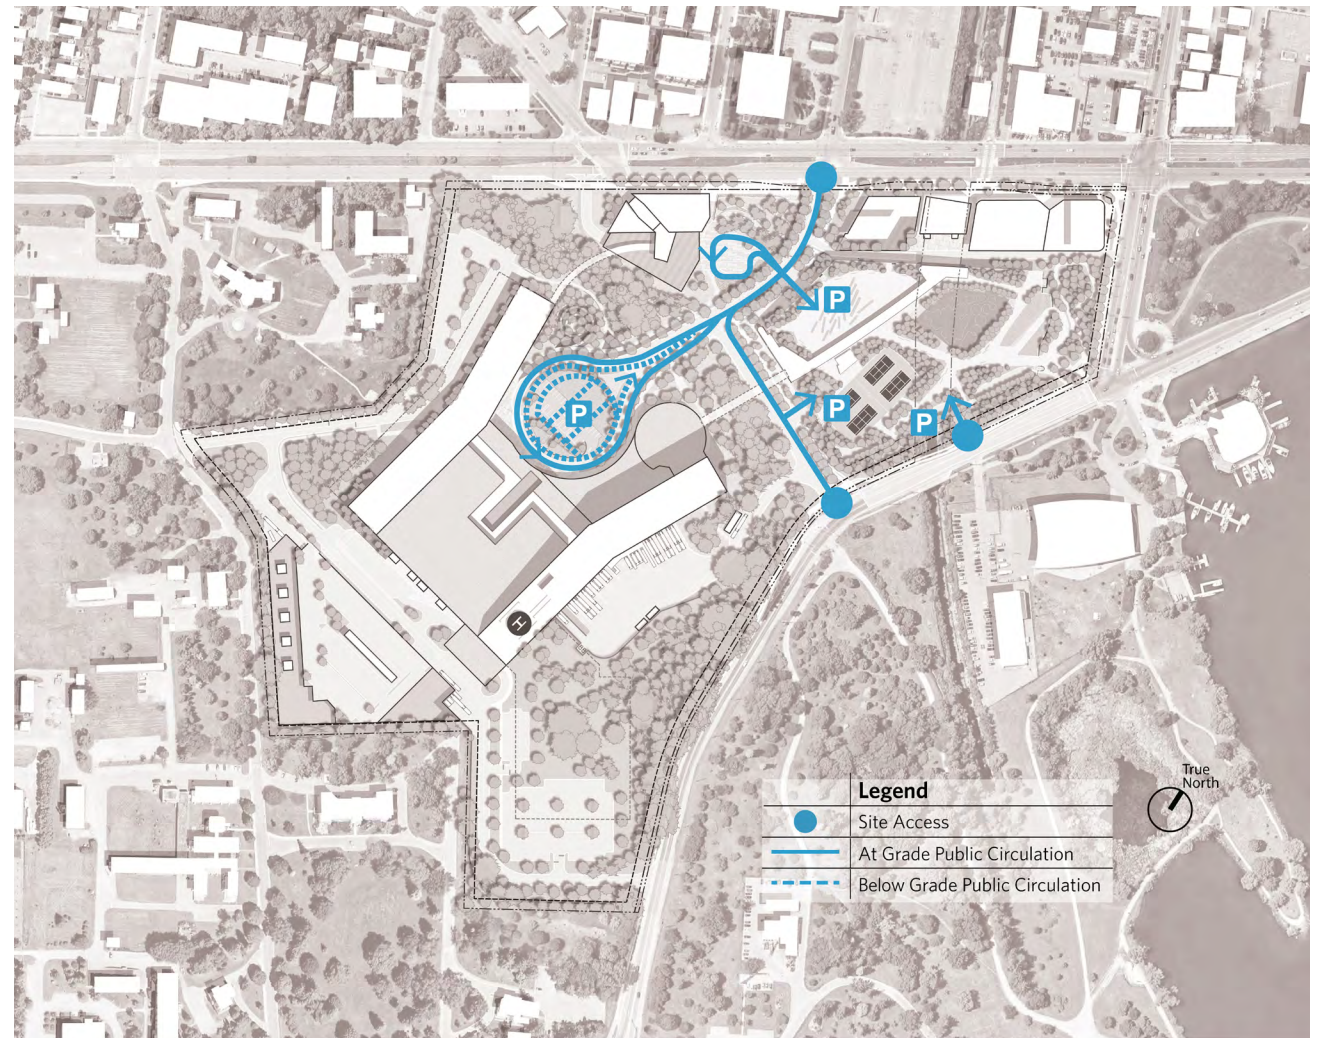 P
P
P
P
H
True
North
Legend
Site Access
At Grade Public Circulation
Below Grade Public Circulation